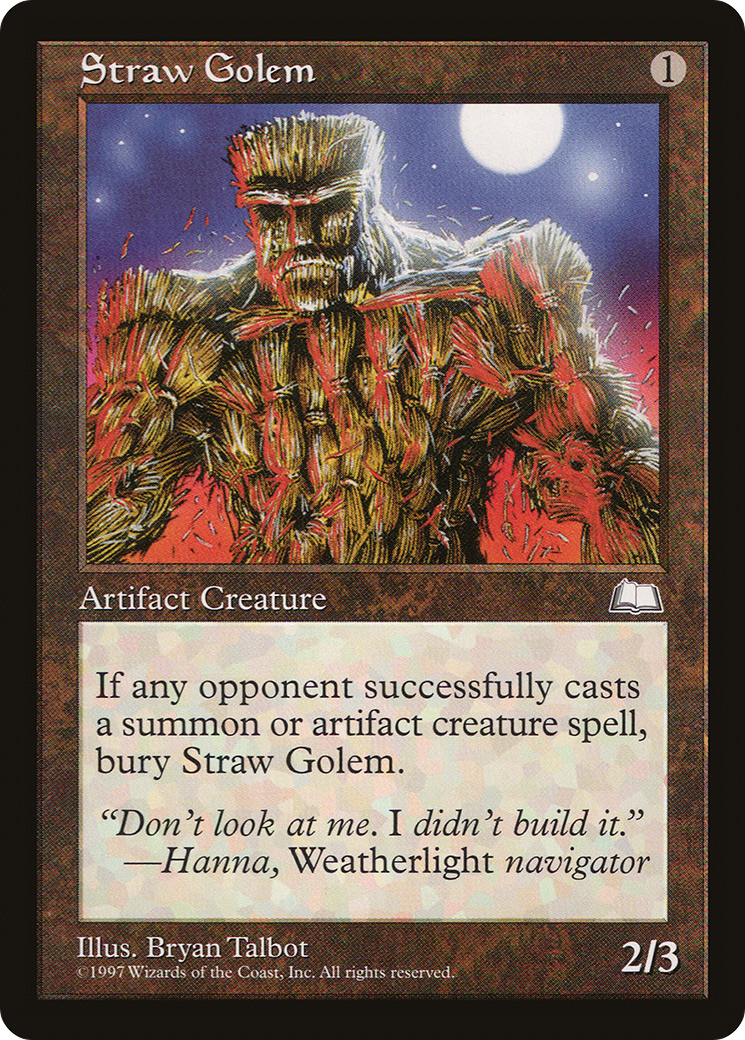 Straw Golem 1
Artifact Creature
If any opponent successfully casts
a summon or artifact creature spell,
bury Straw Golem.
“Don’t look at me. I didn’t build it.”
—Hanna, Weatherlight navigator
Illus. Bryan Talbot
©1997 Wizards of the Coast, Inc. All rights reserved.
2/3